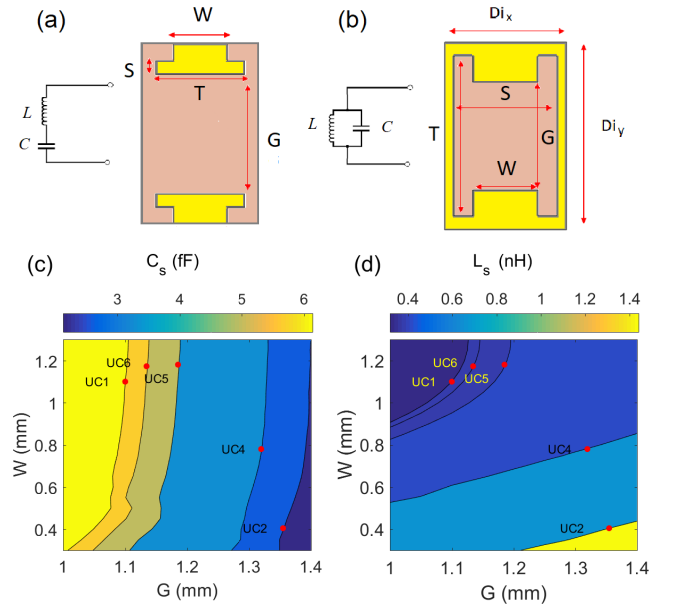 (a)
W
S
T
G
L
C
(b)
Di_x
S
T
G
Di_y
W
L
C
(c)
C_s (fF)
3 4 5 6
UC6
UC1
UC5
UC4
UC2
W (mm)
1.2
1
0.8
0.6
0.4
1 1.1 1.2 1.3 1.4
G (mm)
(d)
L_s (nH)
0.4 0.6 0.8 1 1.2 1.4
UC6
UC1
UC5
UC4
UC2
W (mm)
1.2
1
0.8
0.6
0.4
1 1.1 1.2 1.3 1.4
G (mm)